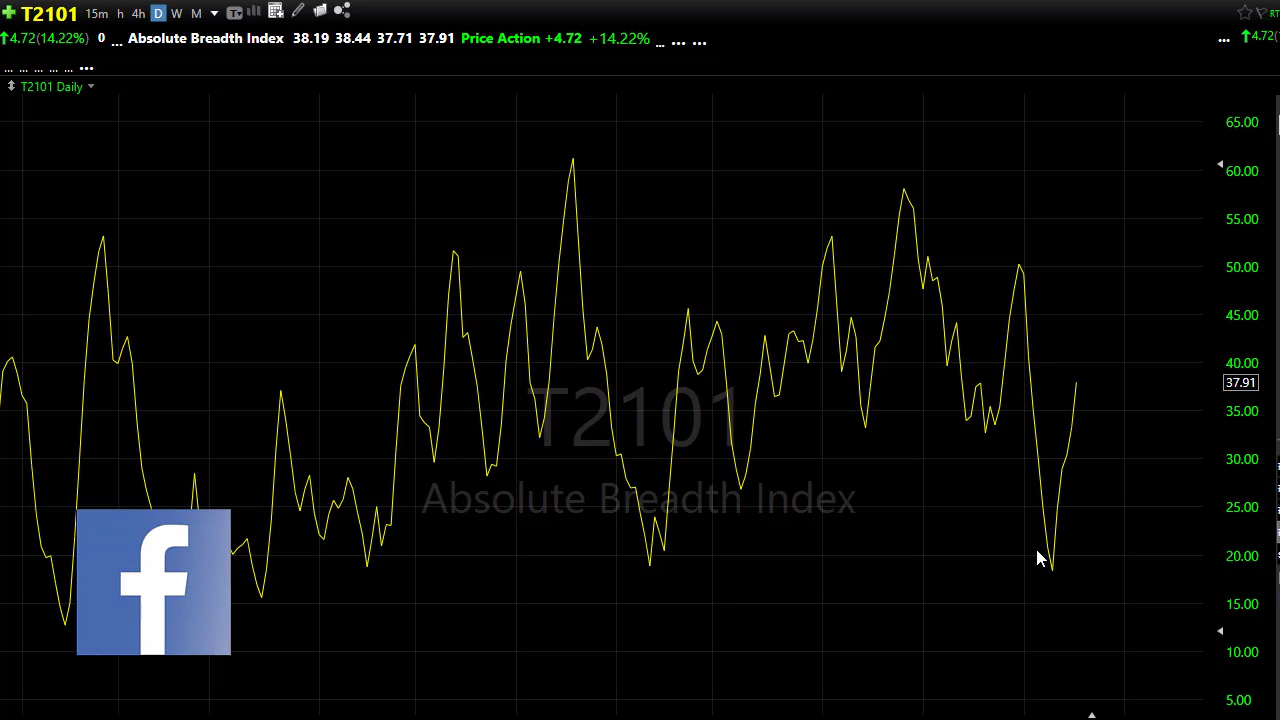 T2101 15m h 4h D W M T RT
4.72(14.22%) 0 ... Absolute Breadth Index 38.19 38.44 37.71 37.91 Price Action +4.72 +14.22% ... ... ... ... 4.72(
... ... ... ... ... ...
T2101 Daily
65.00
60.00
55.00
50.00
45.00
40.00
37.91
35.00
T2101
30.00
Absolute Breadth Index
25.00
20.00
f
15.00
10.00
5.00